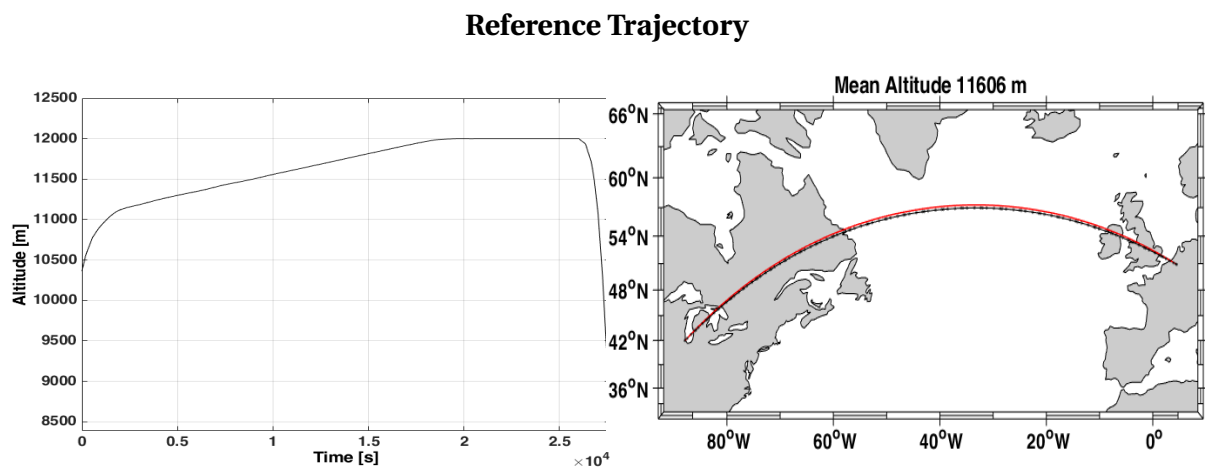 Reference Trajectory
12500
12000
11500
11000
10500
10000
9500
9000
8500
Altitude [m]
0 0.5 1 1.5 2 2.5
Time [s]
×10⁴
Mean Altitude 11606 m
66°N
60°N
54°N
48°N
42°N
36°N
80°W 60°W 40°W 20°W 0°